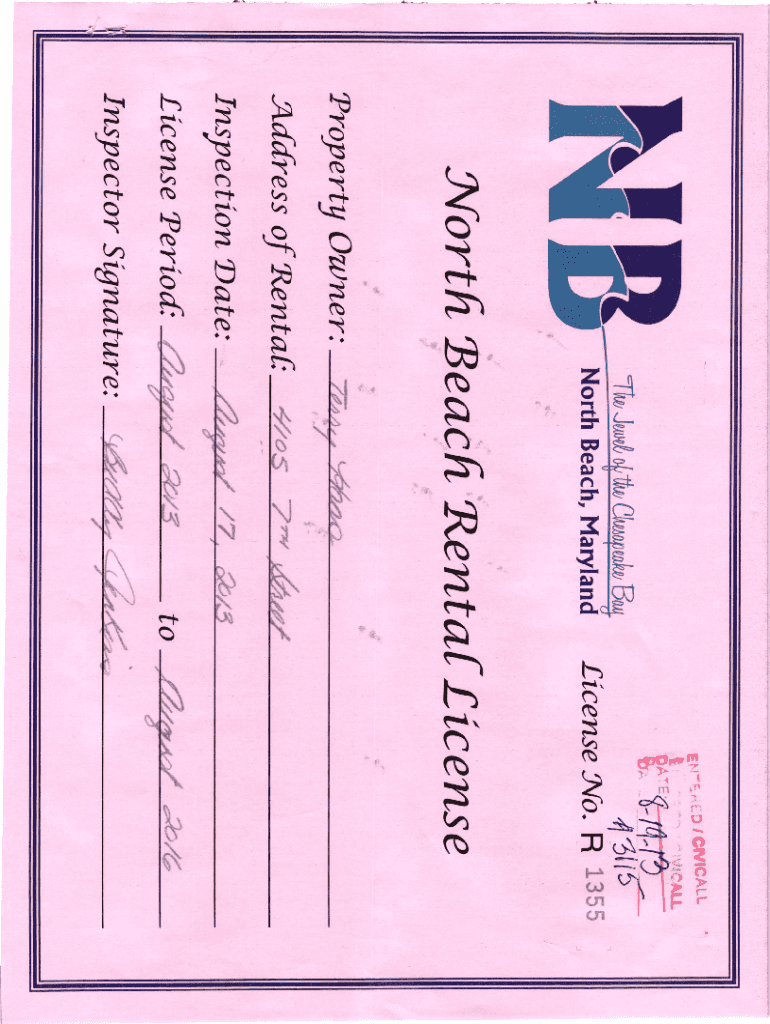 NB
The Jewel of the Chesapeake Bay
North Beach, Maryland
ENTERED / CIVICALL
DATE 8-19-13
A3115
License No. R 1355
North Beach Rental License
Property Owner: Terry
Address of Rental: 4105 7TH Street
Inspection Date: August 17, 2013
License Period: August 2013 to August 2016
Inspector Signature: